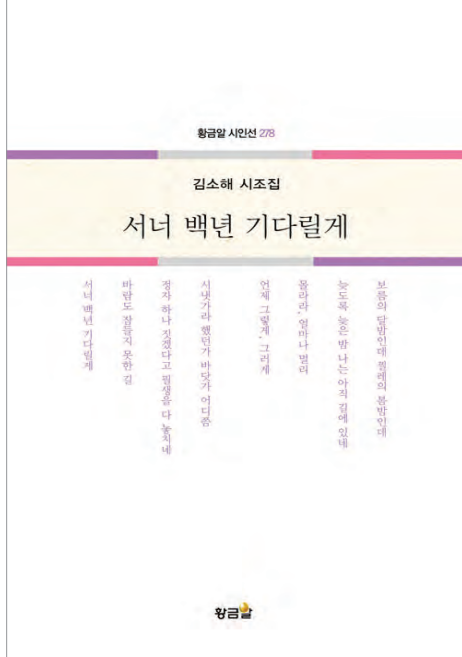 황금알 시인선 278
김소해 시조집
서너 백년 기다릴게
보름의 달밤인데 찔레의 봄밤인데
늦도록 늦은 밤 나는 아직 길에 있네
몰라라, 얼마나 멀리
언제 그렇게, 그러게
시냇가라 했던가 바닷가 어디쯤
정자 하나 짓겠다고 필생을 다 놓치네
바람도 잠들지 못한 길
서너 백년 기다릴게
황금알